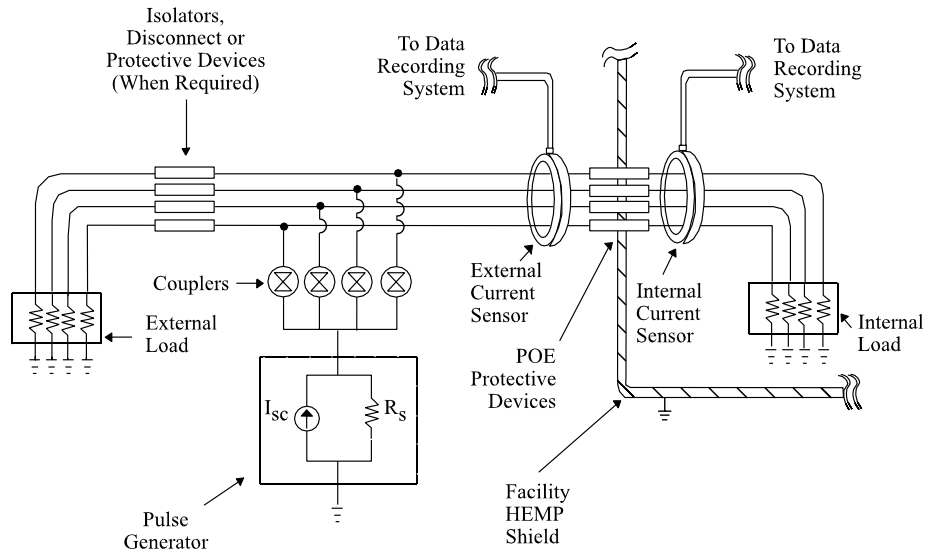 Isolators,
Disconnect or
Protective Devices
(When Required)
To Data
Recording
System
To Data
Recording
System
Couplers
External
Current
Sensor
Internal
Current
Sensor
External
Load
Internal
Load
POE
Protective
Devices
Isc
Rs
Pulse
Generator
Facility
HEMP
Shield